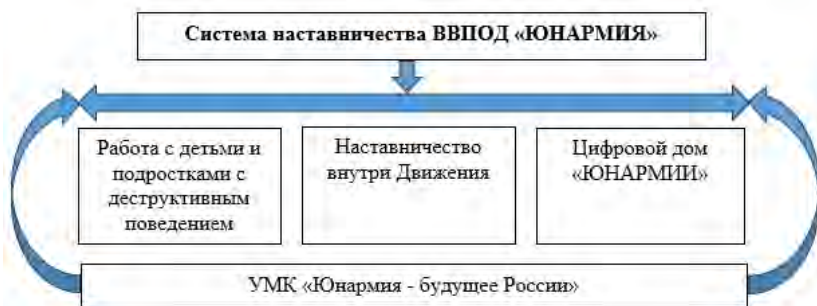 Система наставничества ВВПОД «ЮНАРМИЯ»
Работа с детьми и
подростками с
деструктивным
поведением
Наставничество
внутри Движения
Цифровой дом
«ЮНАРМИИ»
УМК «Юнармия - будущее России»